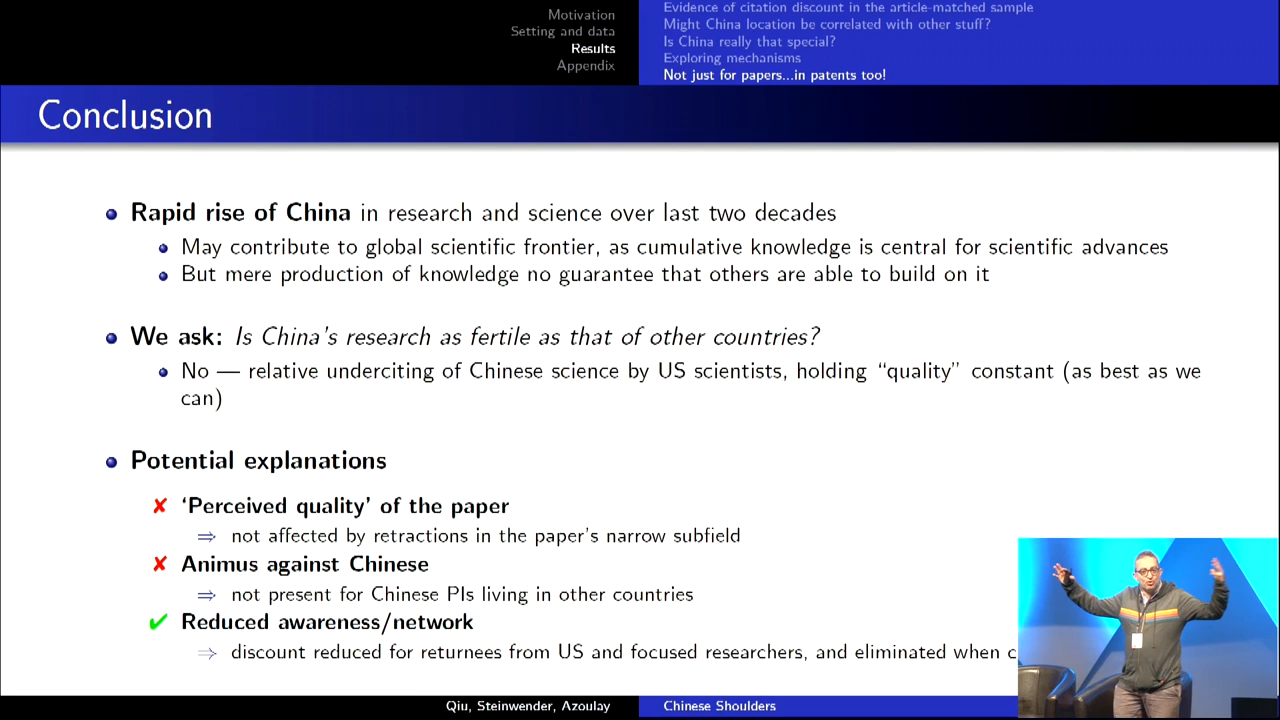 Motivation
Setting and data
Results
Appendix
Evidence of citation discount in the article-matched sample
Might China location be correlated with other stuff?
Is China really that special?
Exploring mechanisms
Not just for papers...in patents too!
Conclusion
Rapid rise of China in research and science over last two decades
May contribute to global scientific frontier, as cumulative knowledge is central for scientific advances
But mere production of knowledge no guarantee that others are able to build on it
We ask: Is China's research as fertile as that of other countries?
No — relative underciting of Chinese science by US scientists, holding “quality” constant (as best as we
can)
Potential explanations
✘ ‘Perceived quality’ of the paper
⇒ not affected by retractions in the paper's narrow subfield
✘ Animus against Chinese
⇒ not present for Chinese PIs living in other countries
✔ Reduced awareness/network
⇒ discount reduced for returnees from US and focused researchers, and eliminated when
Qiu, Steinwender, Azoulay
Chinese Shoulders